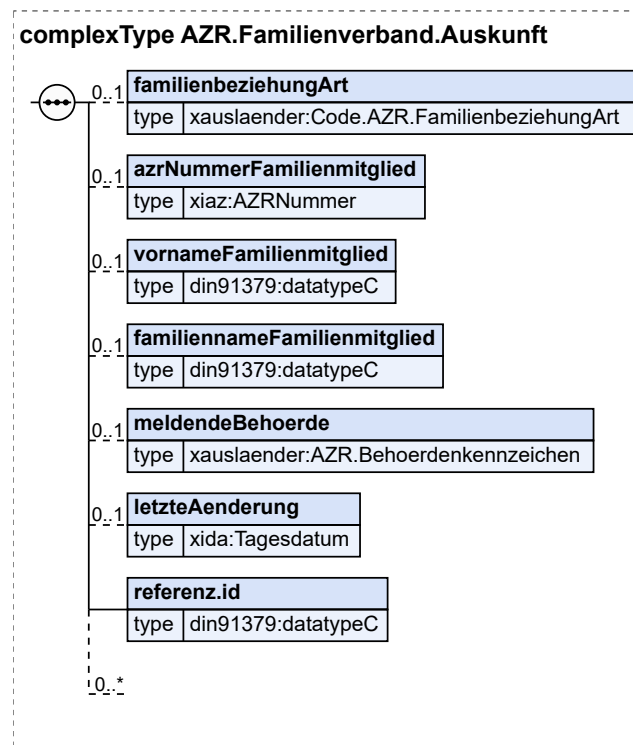 complexType AZR.Familienverband.Auskunft
0..1 familienbeziehungArt
type xauslaender:Code.AZR.FamilienbeziehungArt
0..1 azrNummerFamilienmitglied
type xiaz:AZRNummer
0..1 vornameFamilienmitglied
type din91379:datatypeC
0..1 familiennameFamilienmitglied
type din91379:datatypeC
0..1 meldendeBehoerde
type xauslaender:AZR.Behoerdenkennzeichen
0..1 letzteAenderung
type xida:Tagesdatum
referenz.id
type din91379:datatypeC
0..*